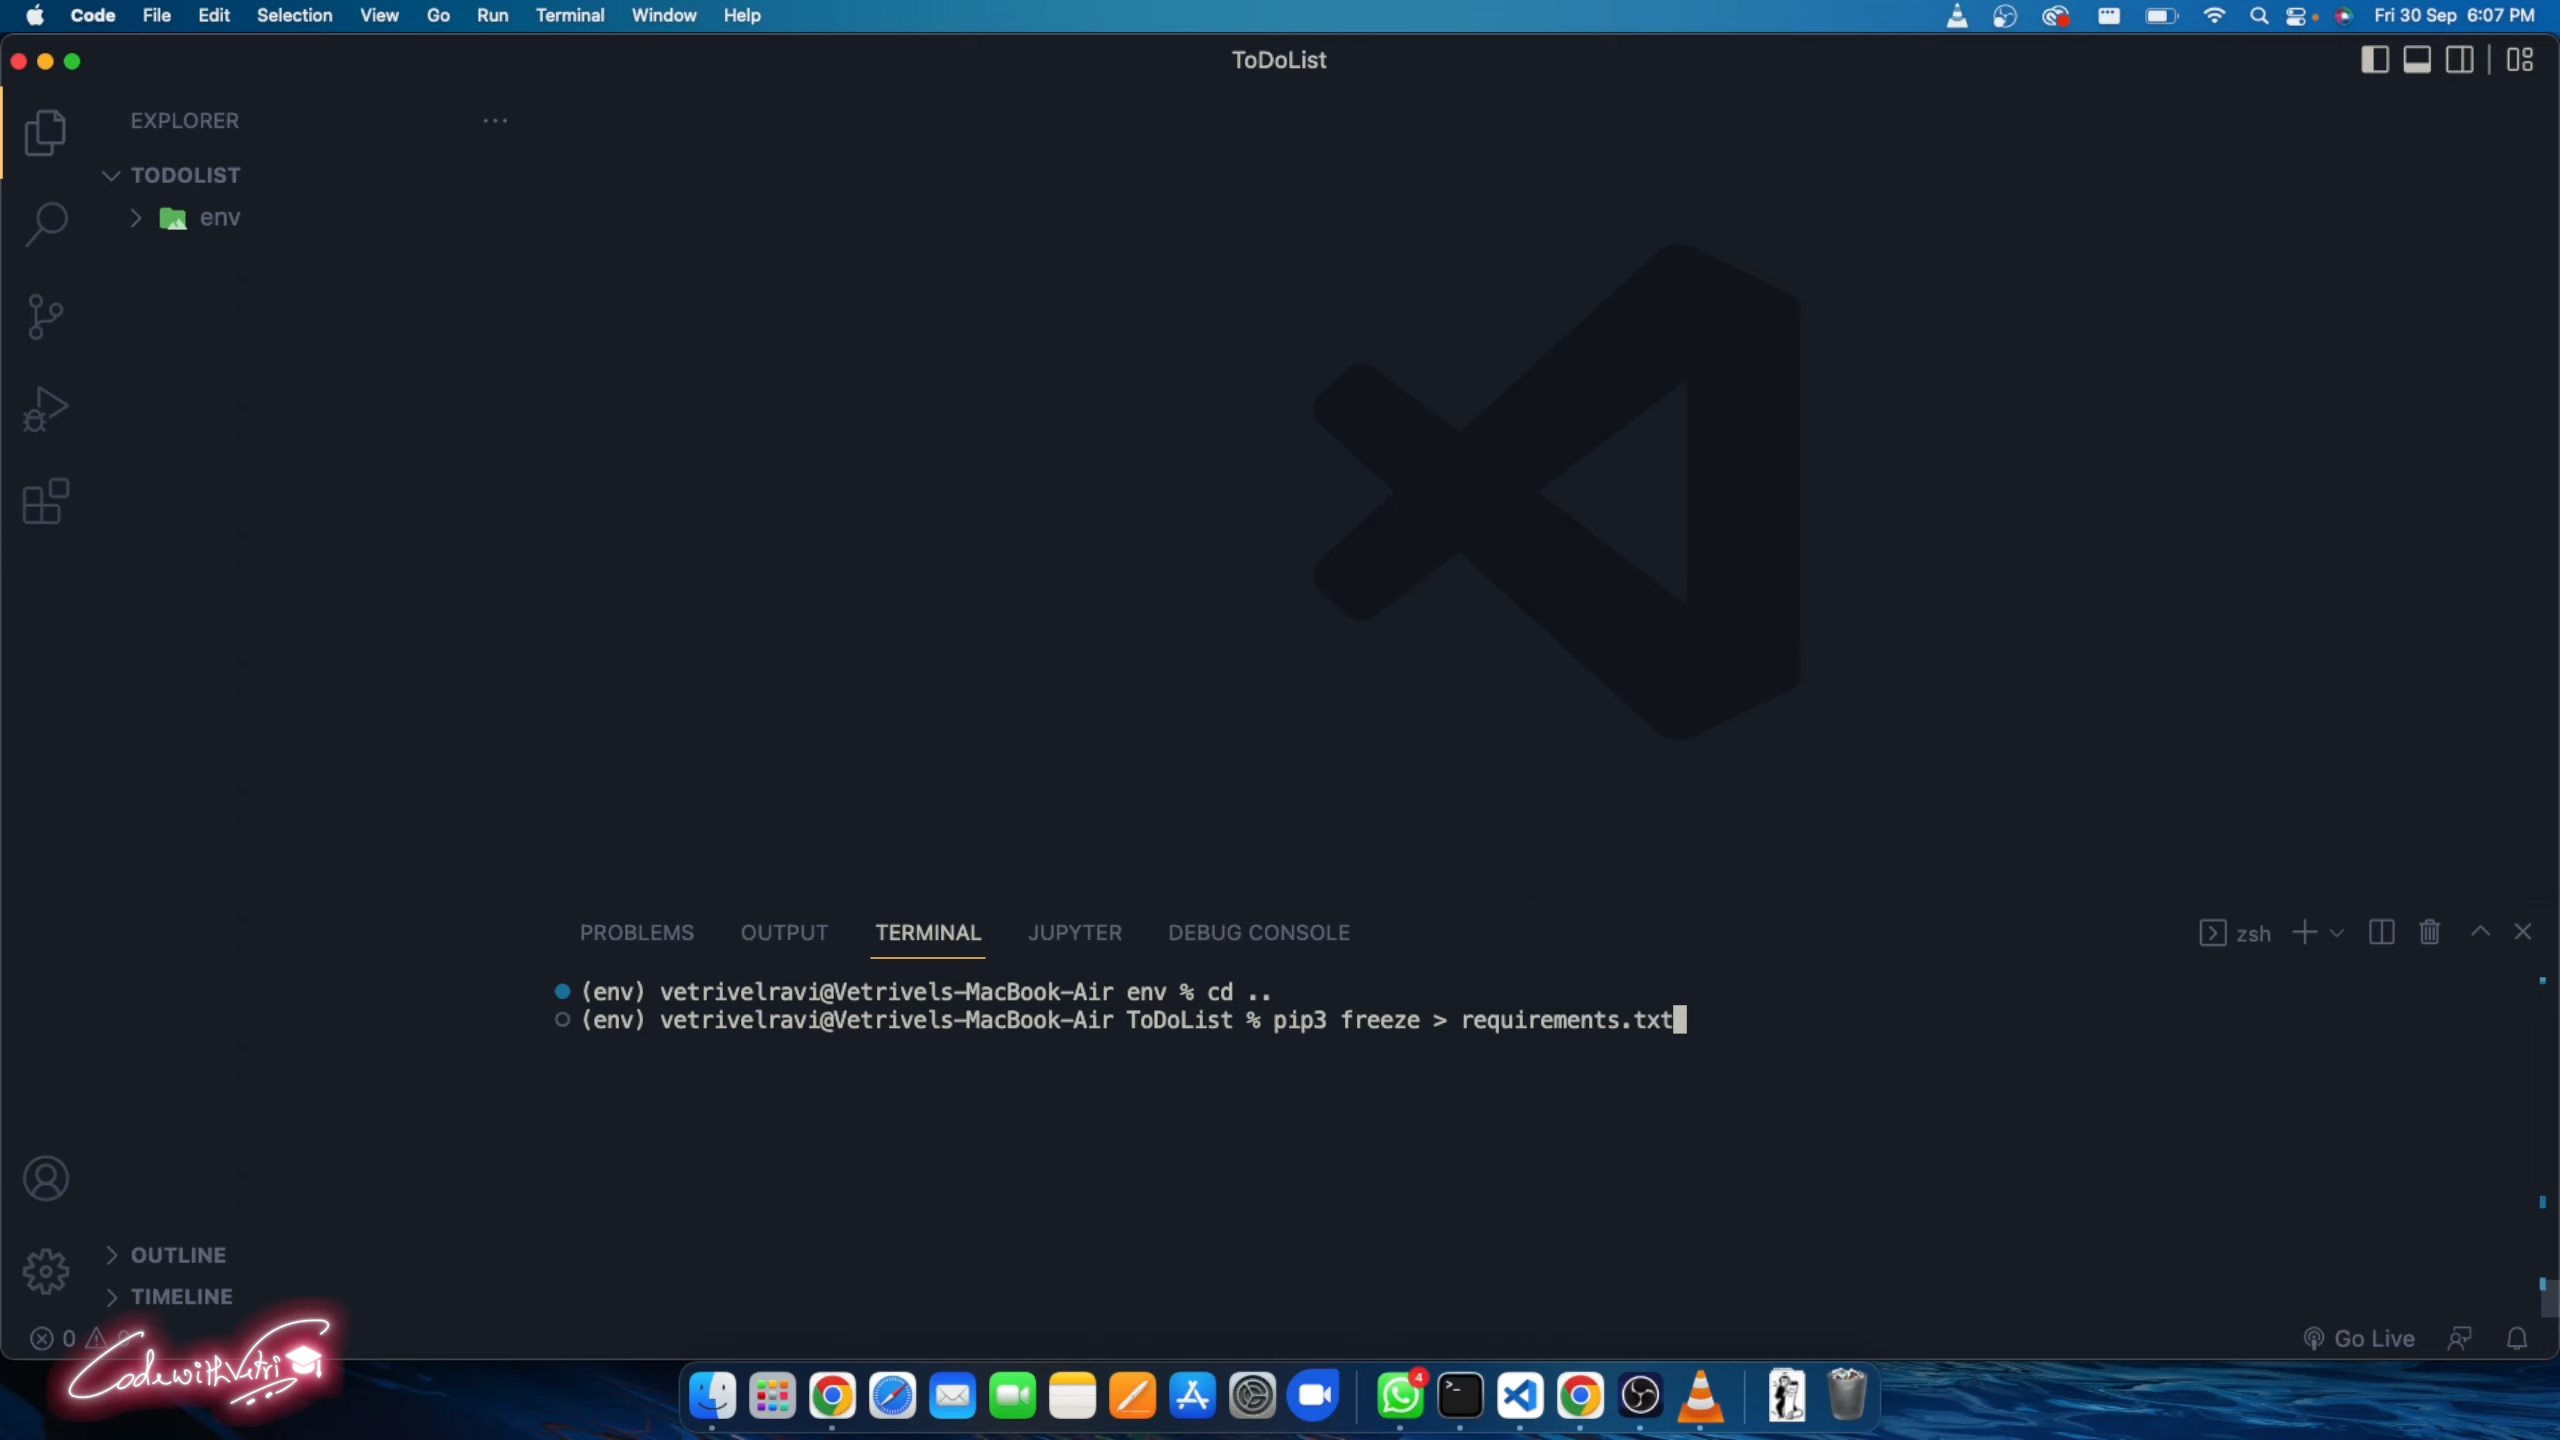 Code File Edit Selection View Go Run Terminal Window Help Fri 30 Sep 6:07 PM
ToDoList
EXPLORER
TODOLIST
env
PROBLEMS OUTPUT TERMINAL JUPYTER DEBUG CONSOLE zsh
(env) vetrivelravi@Vetrivels-MacBook-Air env % cd ..
(env) vetrivelravi@Vetrivels-MacBook-Air ToDoList % pip3 freeze > requirements.txt
OUTLINE
TIMELINE
0
Go Live
CodewithVetri
4